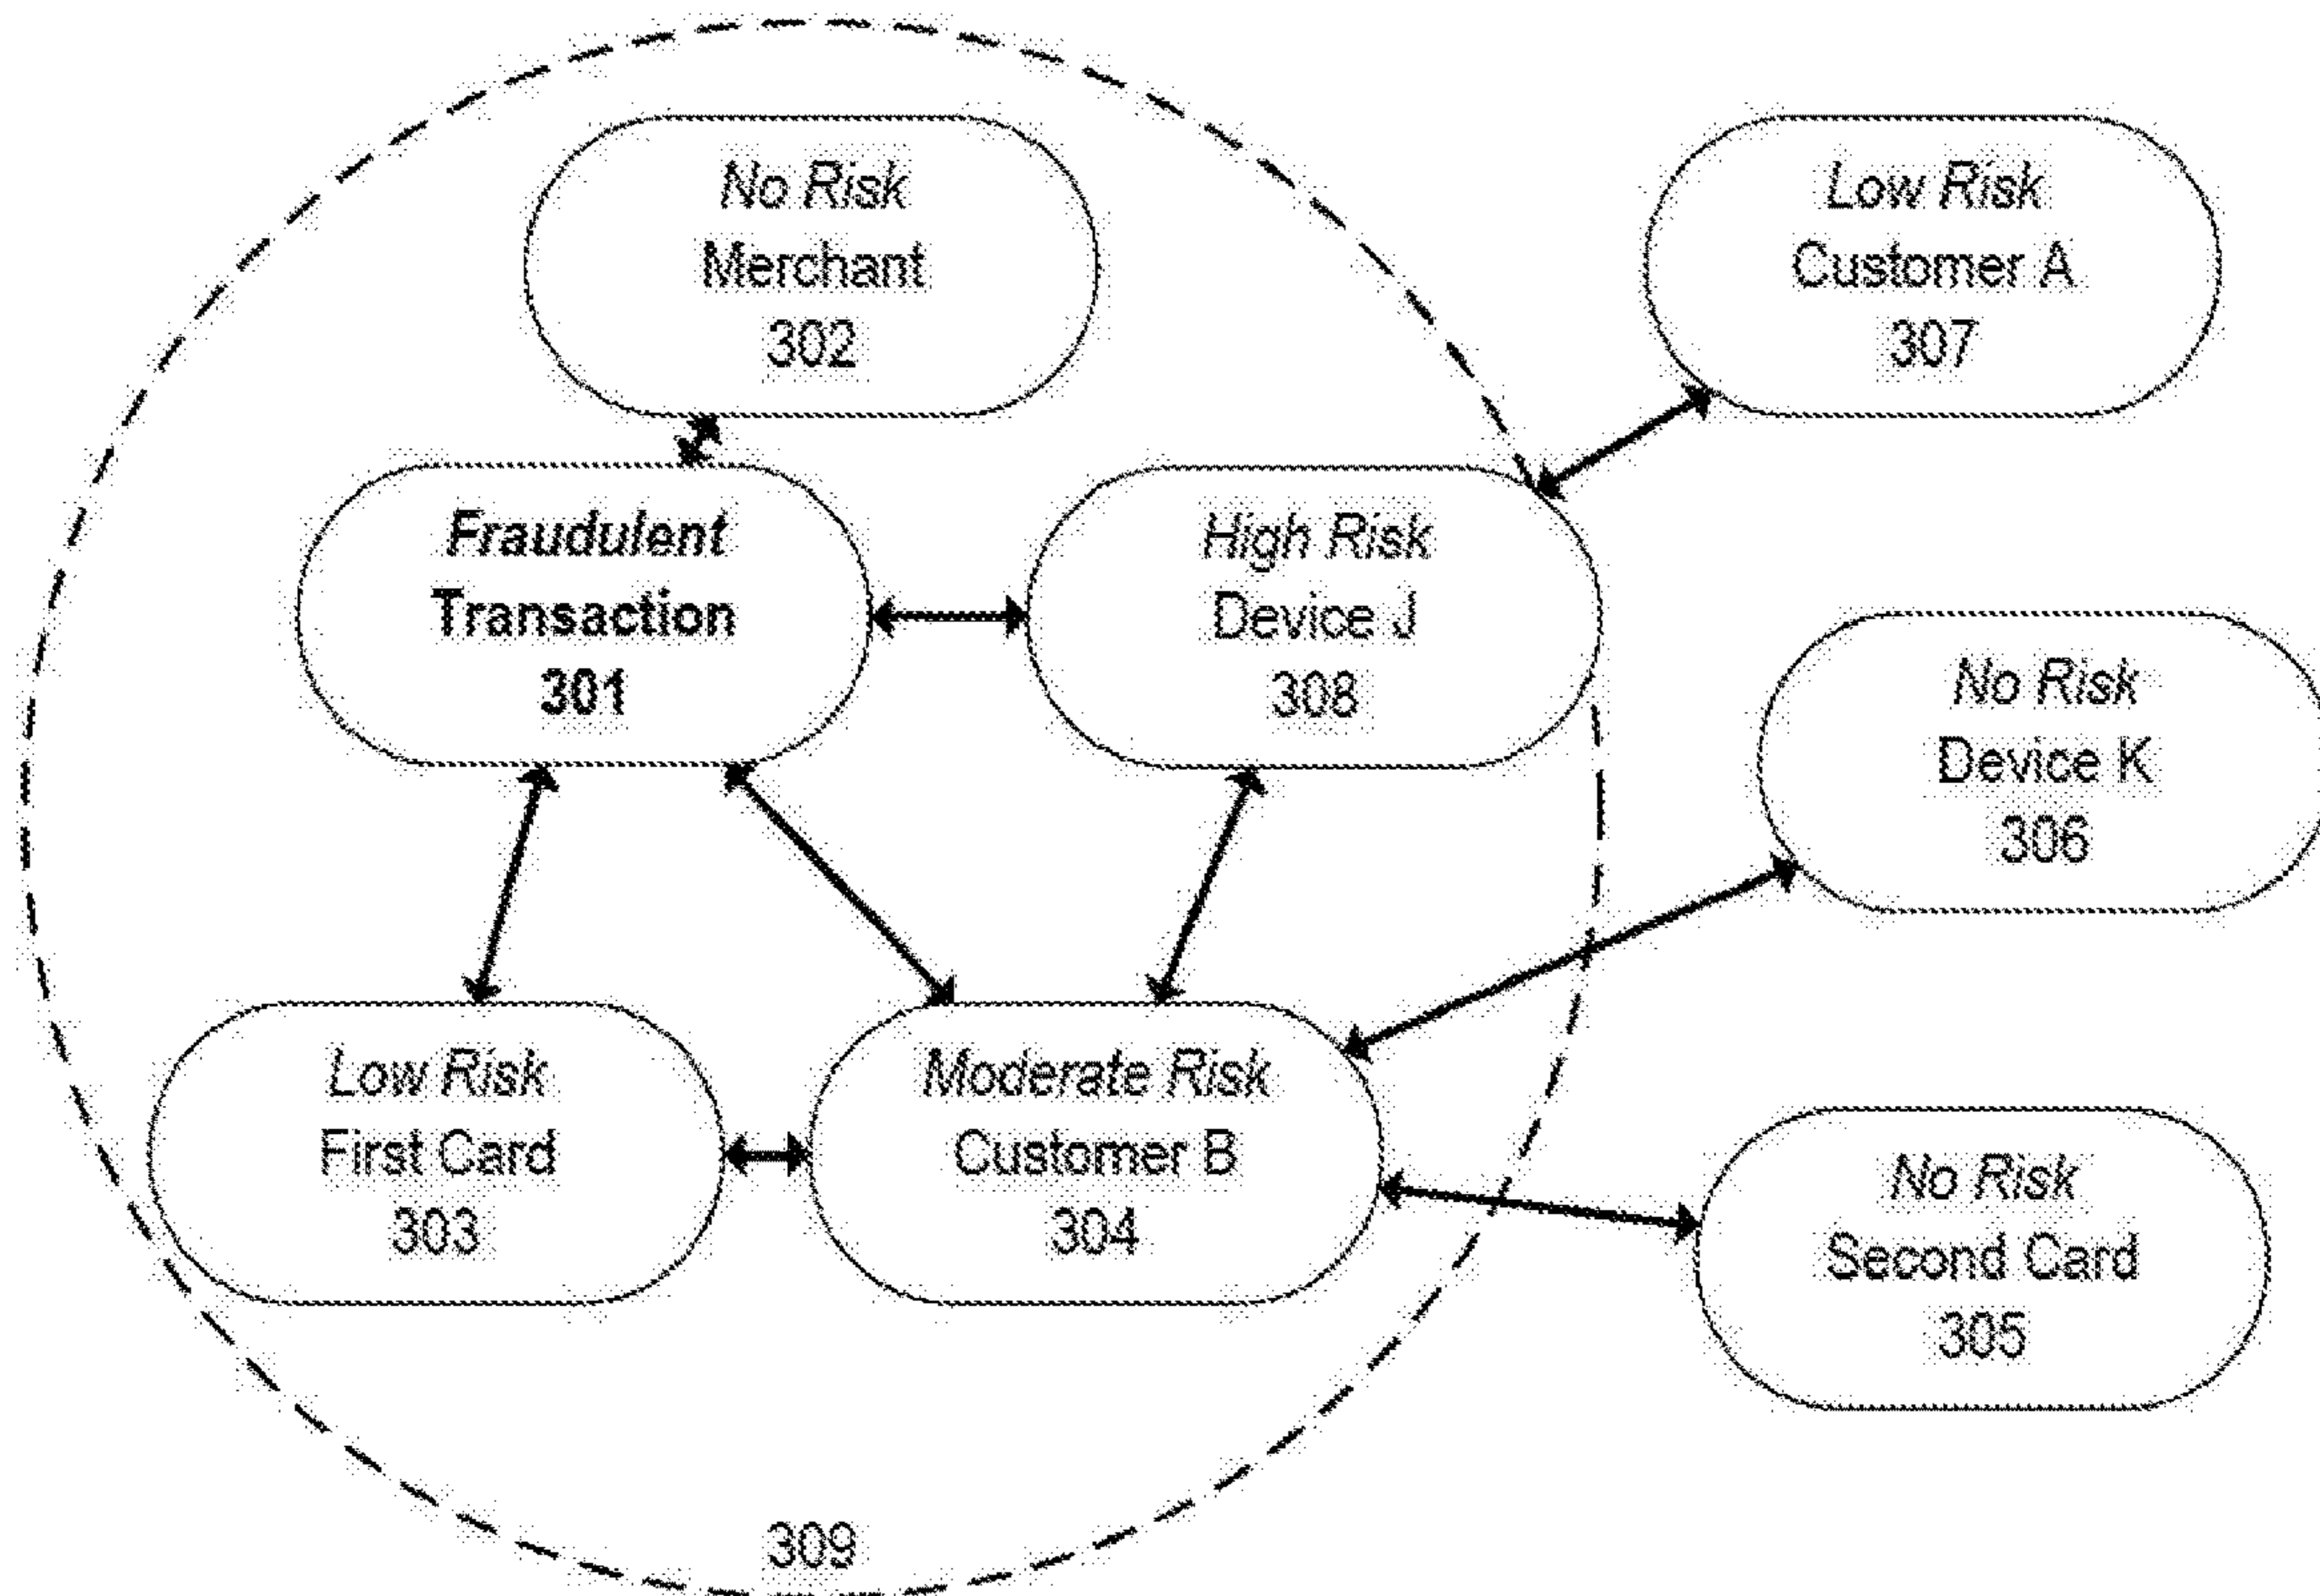 No Risk
Merchant
302
Low Risk
Customer A
307
Fraudulent
Transaction
301
High Risk
Device J
308
No Risk
Device K
306
Low Risk
First Card
303
Moderate Risk
Customer B
304
No Risk
Second Card
305
309